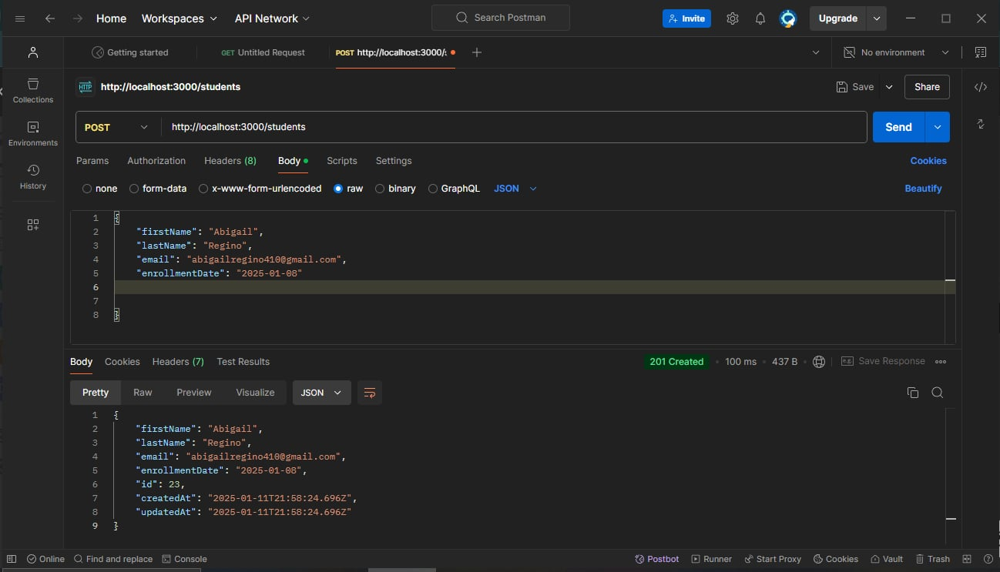 Home Workspaces API Network Search Postman Invite Upgrade
Getting started GET Untitled Request POST http://localhost:3000/s No environment
HTTP http://localhost:3000/students Save Share
Collections
Environments
History
POST http://localhost:3000/students Send
Params Authorization Headers (8) Body Scripts Settings Cookies
none form-data x-www-form-urlencoded raw binary GraphQL JSON Beautify
1 {
2 "firstName": "Abigail",
3 "lastName": "Regino",
4 "email": "abigailregino410@gmail.com",
5 "enrollmentDate": "2025-01-08"
6
7
8 }
Body Cookies Headers (7) Test Results 201 Created 100 ms 437 B Save Response
Pretty Raw Preview Visualize JSON
1 {
2 "firstName": "Abigail",
3 "lastName": "Regino",
4 "email": "abigailregino410@gmail.com",
5 "enrollmentDate": "2025-01-08",
6 "id": 23,
7 "createdAt": "2025-01-11T21:58:24.696Z",
8 "updatedAt": "2025-01-11T21:58:24.696Z"
9 }
Online Find and replace Console Postbot Runner Start Proxy Cookies Vault Trash